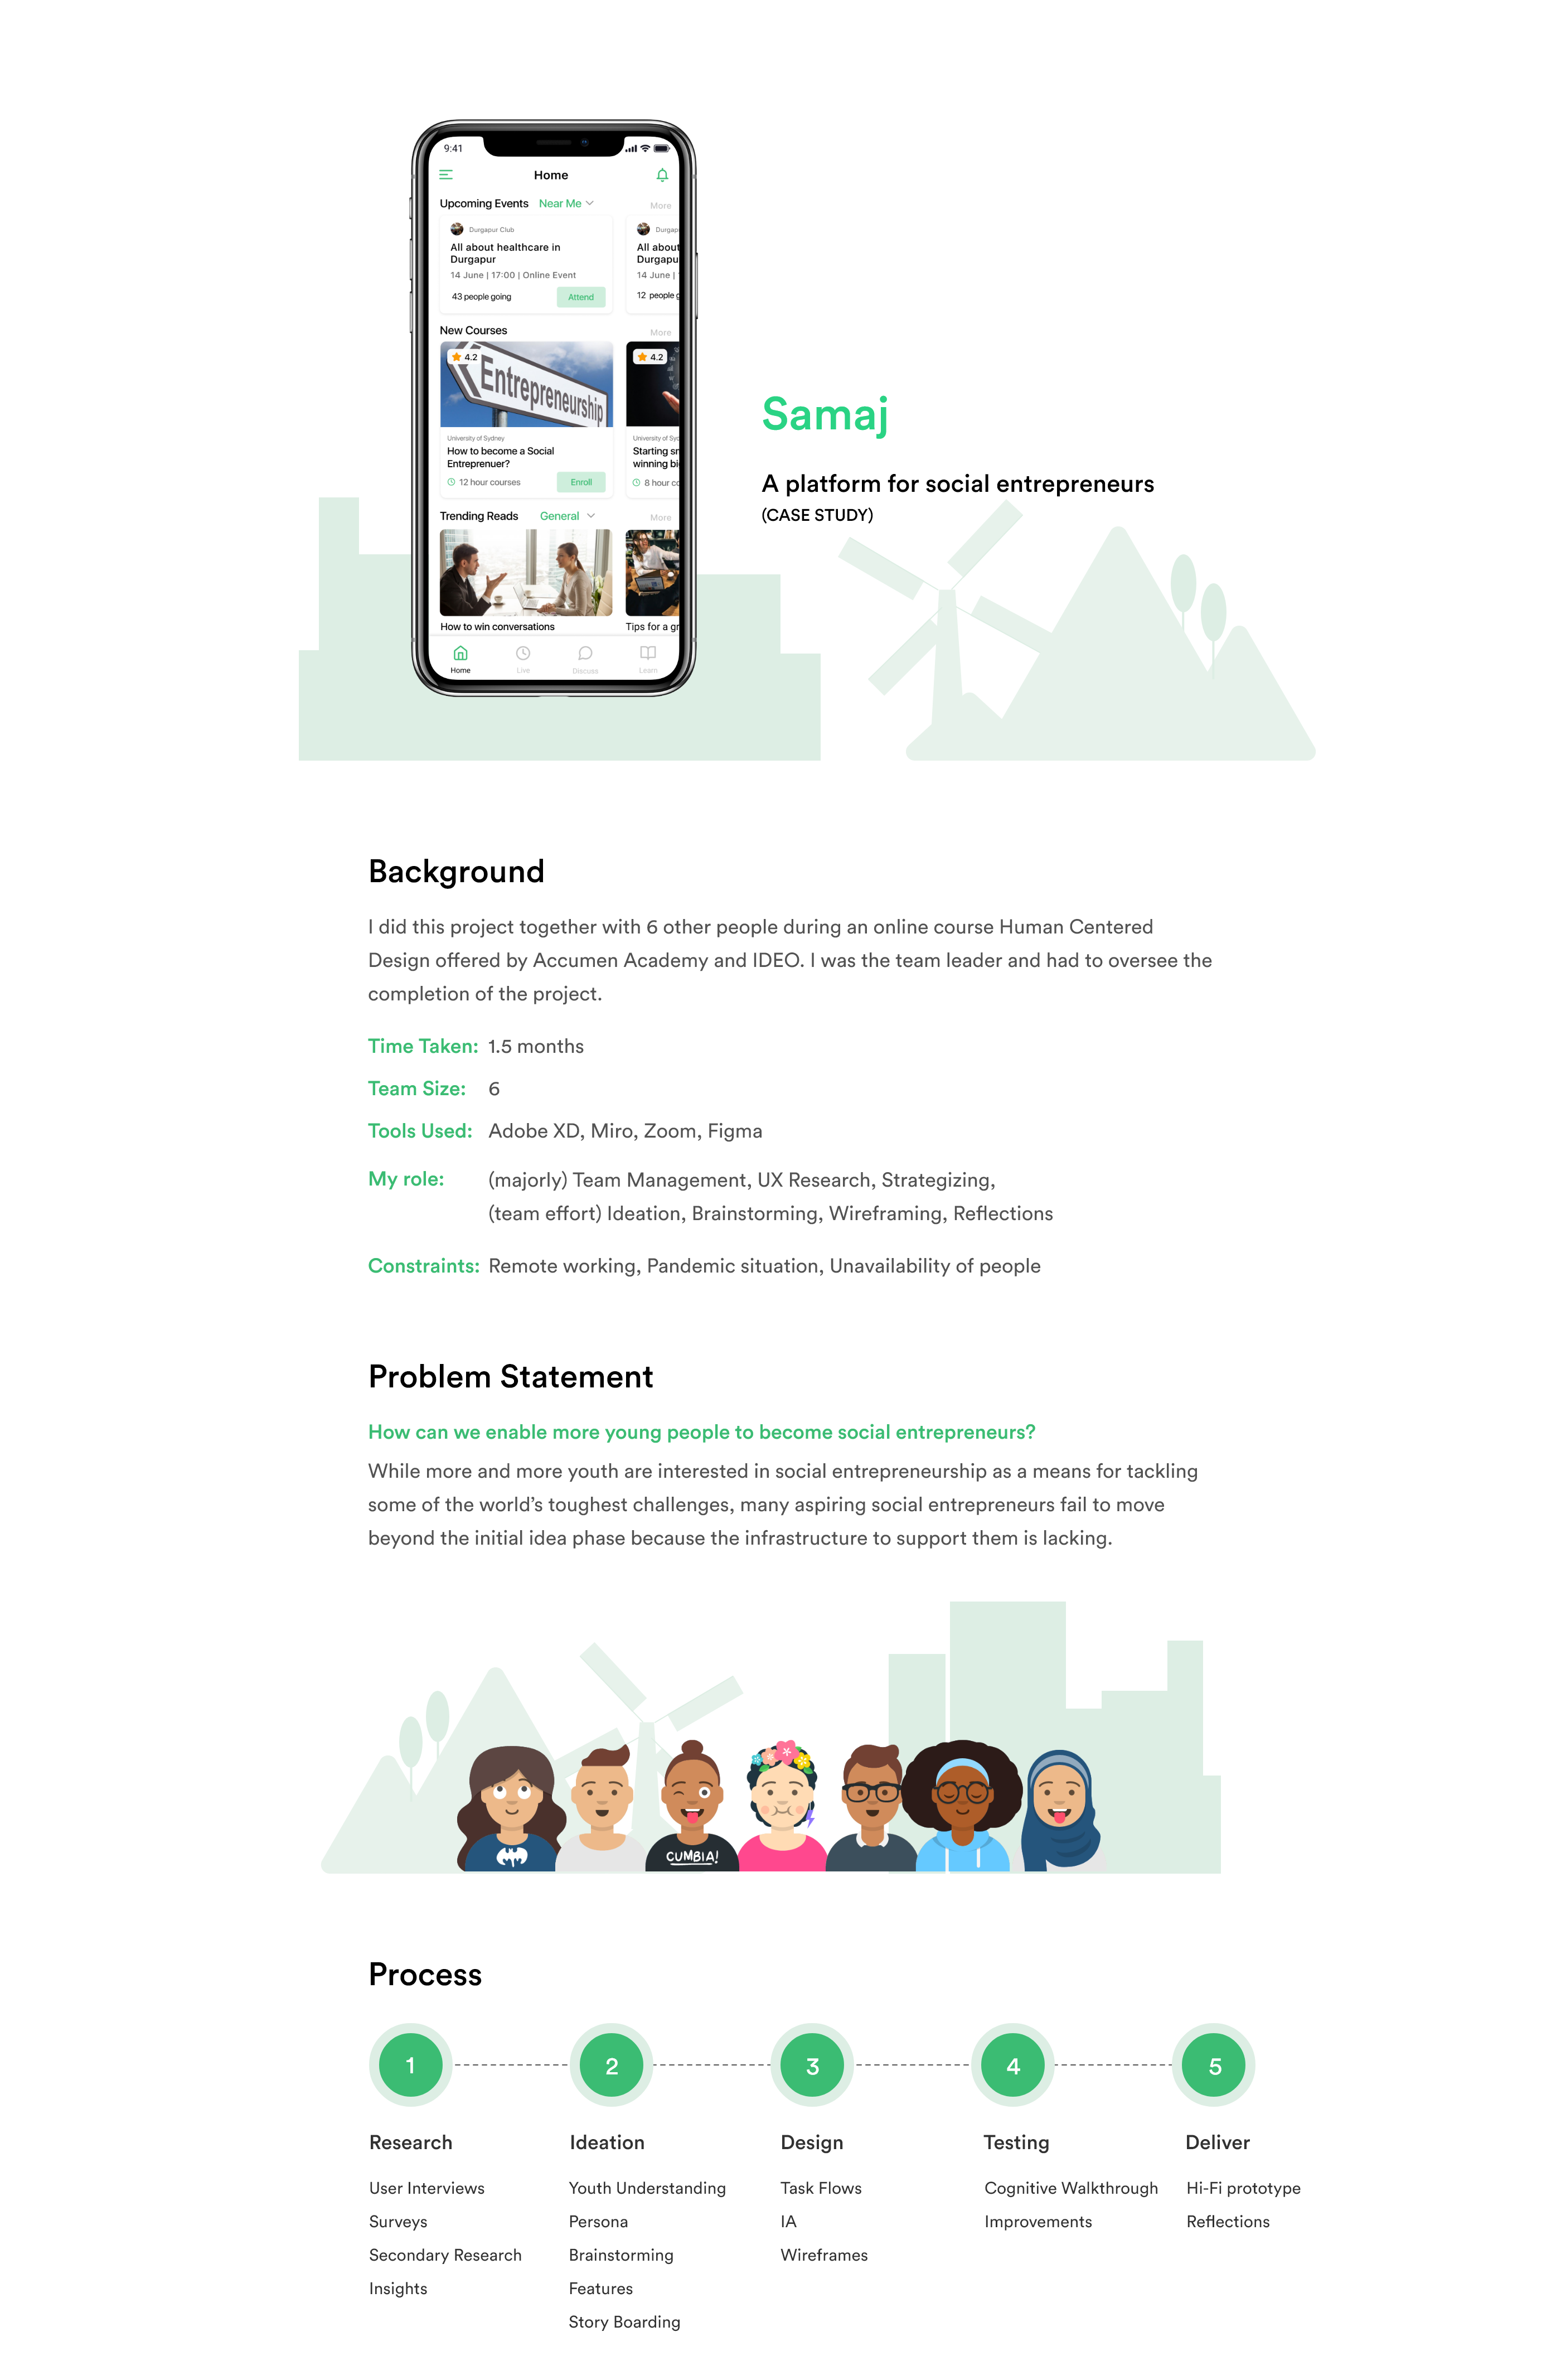 9:41
Home
Upcoming Events Near Me More
Durgapur Club
All about healthcare in
Durgapur
14 June | 17:00 | Online Event
43 people going Attend
Durgap
All about
Durgapu
14 June |
12 people g
New Courses More
4.2
Entrepreneurship
University of Sydney
How to become a Social
Entreprenuer?
12 hour courses Enroll
4.2
University of Syd
Starting sm
winning bi
8 hour co
Trending Reads General More
How to win conversations
Tips for a gr
Home Live Discuss Learn
Samaj
A platform for social entrepreneurs
(CASE STUDY)
Background
I did this project together with 6 other people during an online course Human Centered
Design offered by Accumen Academy and IDEO. I was the team leader and had to oversee the
completion of the project.
Time Taken: 1.5 months
Team Size: 6
Tools Used: Adobe XD, Miro, Zoom, Figma
My role: (majorly) Team Management, UX Research, Strategizing,
(team effort) Ideation, Brainstorming, Wireframing, Reflections
Constraints: Remote working, Pandemic situation, Unavailability of people
Problem Statement
How can we enable more young people to become social entrepreneurs?
While more and more youth are interested in social entrepreneurship as a means for tackling
some of the world's toughest challenges, many aspiring social entrepreneurs fail to move
beyond the initial idea phase because the infrastructure to support them is lacking.
CUMBIA!
Process
1 2 3 4 5
Research
User Interviews
Surveys
Secondary Research
Insights
Ideation
Youth Understanding
Persona
Brainstorming
Features
Story Boarding
Design
Task Flows
IA
Wireframes
Testing
Cognitive Walkthrough
Improvements
Deliver
Hi-Fi prototype
Reflections